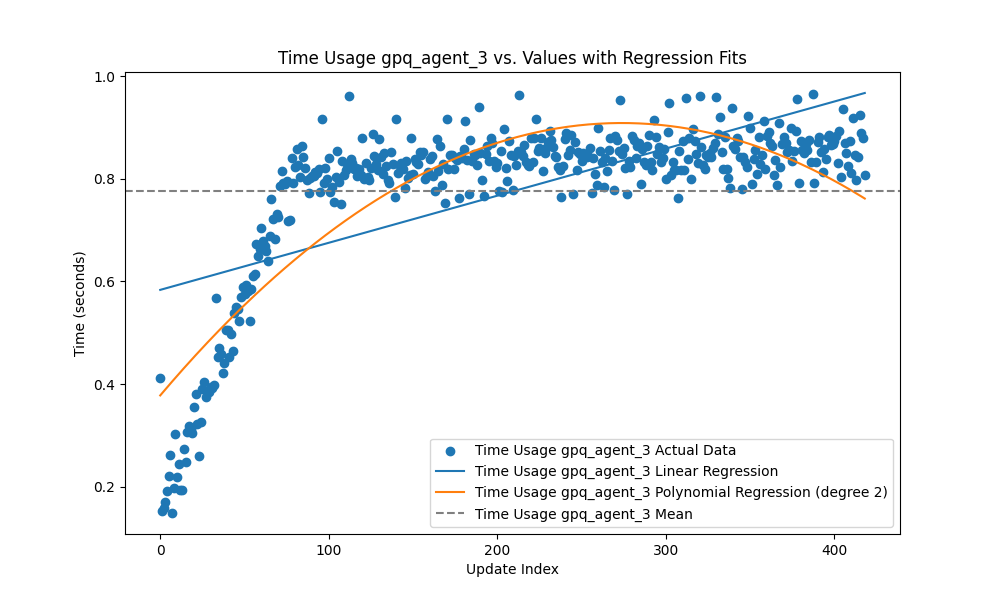 Time Usage gpq_agent_3 vs. Values with Regression Fits
1.0
0.8
0.6
0.4
0.2
Time (seconds)
0
100
200
300
400
Update Index
Time Usage gpq_agent_3 Actual Data
Time Usage gpq_agent_3 Linear Regression
Time Usage gpq_agent_3 Polynomial Regression (degree 2)
Time Usage gpq_agent_3 Mean